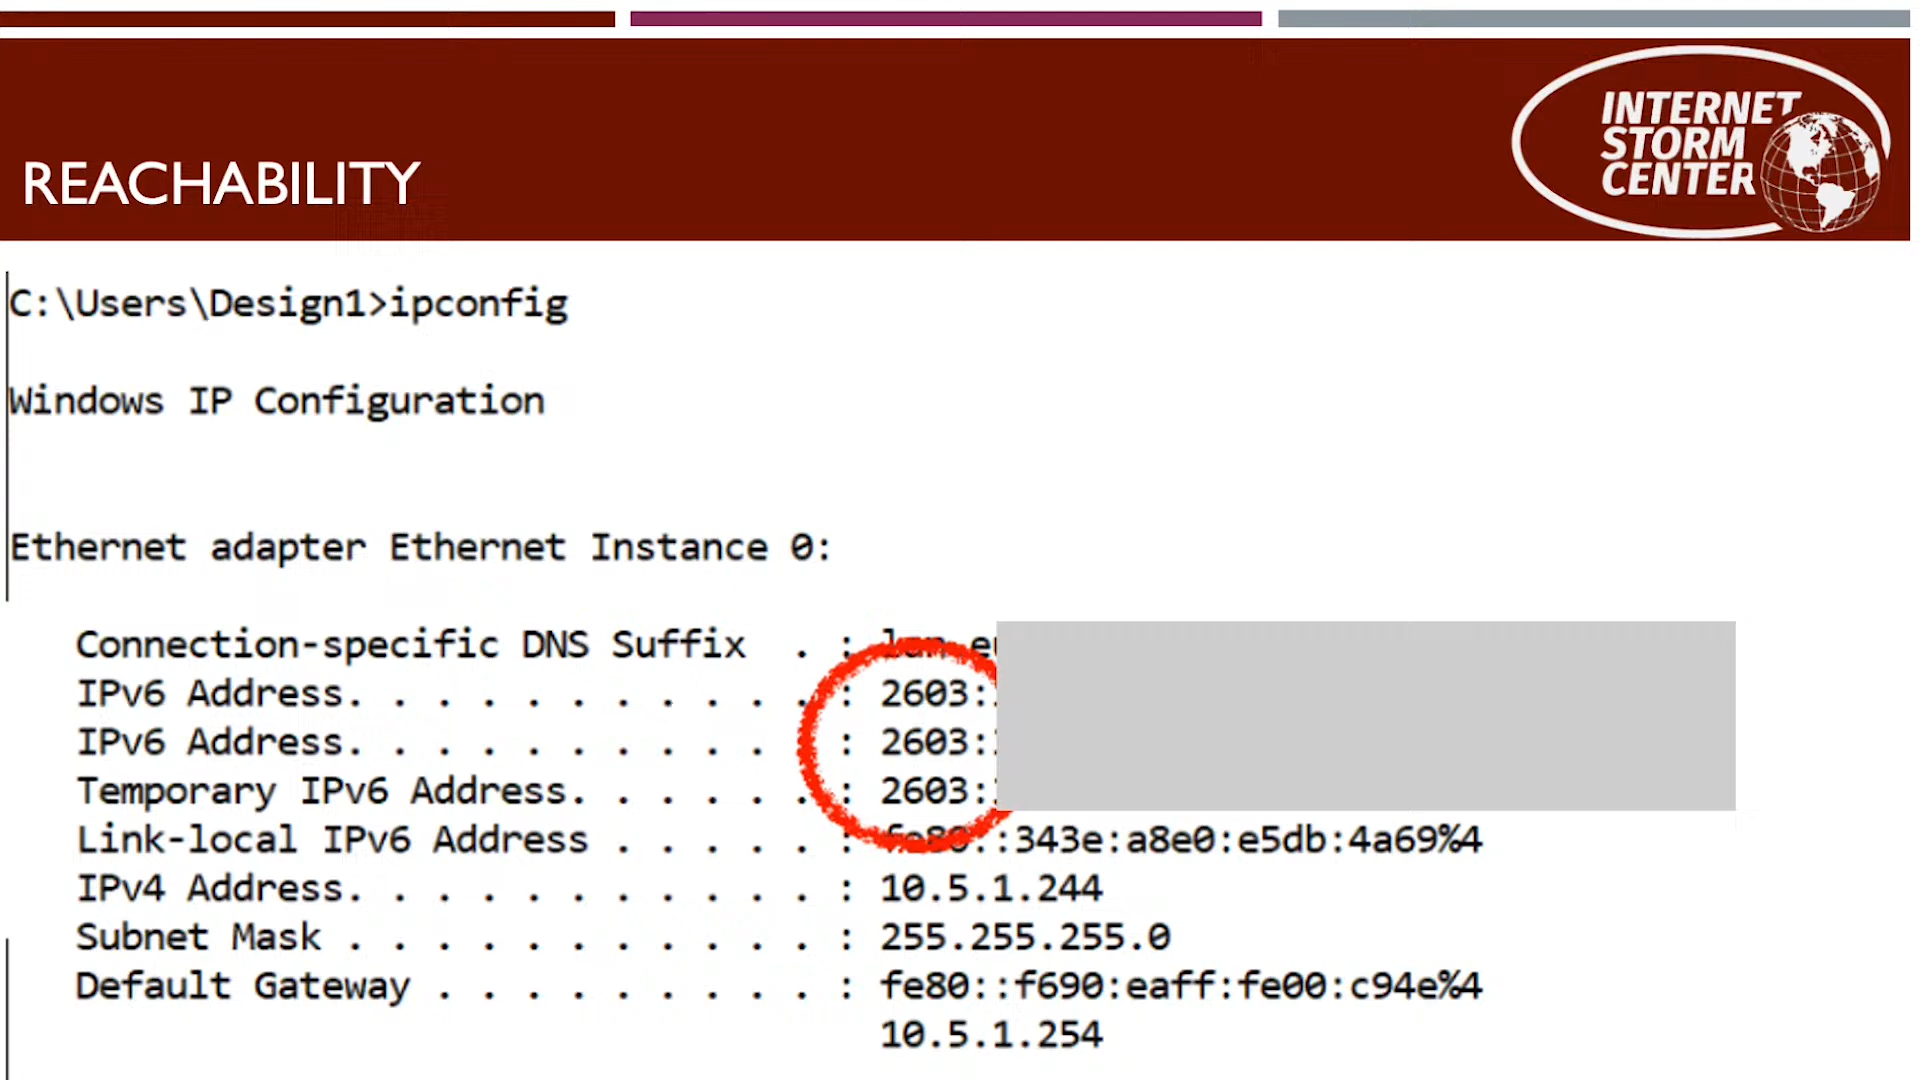 INTERNET
STORM
CENTER
REACHABILITY
C:\Users\Design1>ipconfig
Windows IP Configuration
Ethernet adapter Ethernet Instance 0:
Connection-specific DNS Suffix . :
IPv6 Address. . . . . . . . . . . : 2603:
IPv6 Address. . . . . . . . . . . : 2603:
Temporary IPv6 Address. . . . . . : 2603:
Link-local IPv6 Address . . . . . : fe80::343e:a8e0:e5db:4a69%4
IPv4 Address. . . . . . . . . . . : 10.5.1.244
Subnet Mask . . . . . . . . . . . : 255.255.255.0
Default Gateway . . . . . . . . . : fe80::f690:eaff:fe00:c94e%4
10.5.1.254